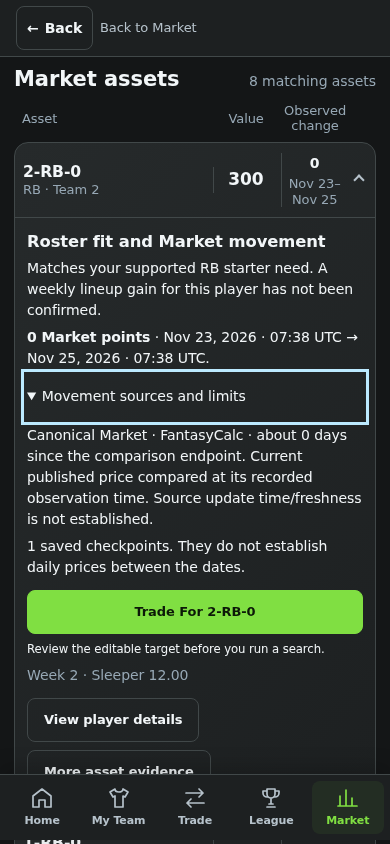 ← Back Back to Market
Market assets 8 matching assets
Asset Value Observed
change
2-RB-0
RB · Team 2
300
0
Nov 23–
Nov 25
Roster fit and Market movement
Matches your supported RB starter need. A
weekly lineup gain for this player has not been
confirmed.
0 Market points · Nov 23, 2026 · 07:38 UTC →
Nov 25, 2026 · 07:38 UTC.
▼ Movement sources and limits
Canonical Market · FantasyCalc · about 0 days
since the comparison endpoint. Current
published price compared at its recorded
observation time. Source update time/freshness
is not established.
1 saved checkpoints. They do not establish
daily prices between the dates.
Trade For 2-RB-0
Review the editable target before you run a search.
Week 2 · Sleeper 12.00
View player details
More asset evidence
Home My Team Trade League Market